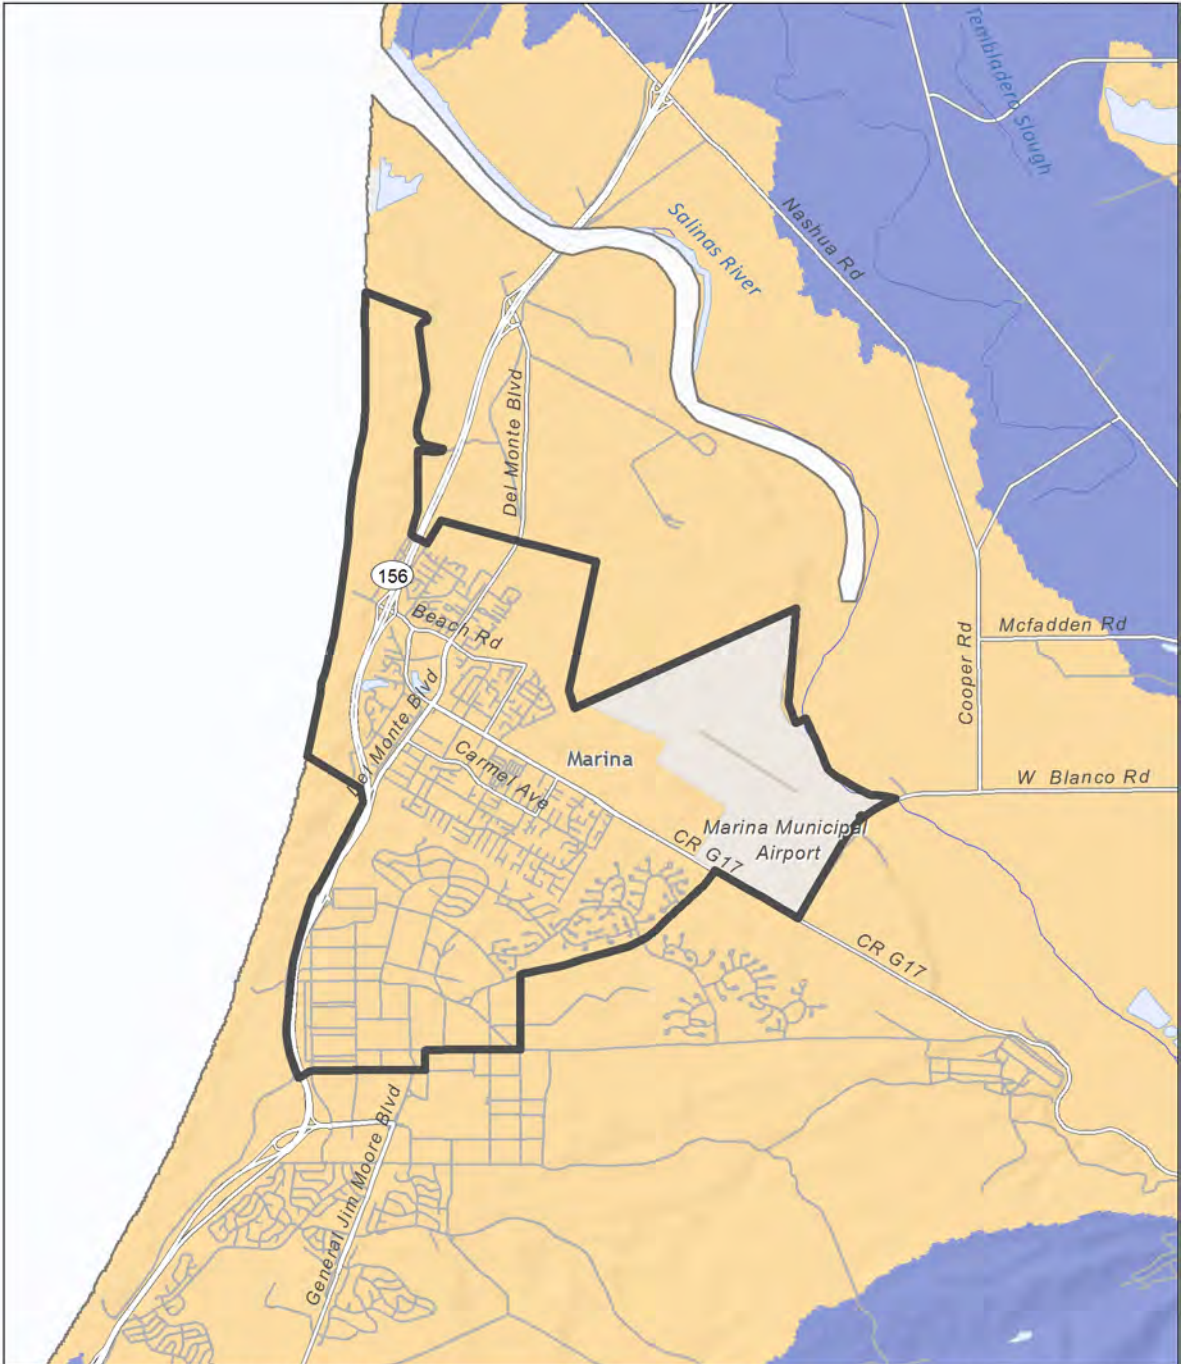 Tembladero Slough
Salinas River
Nashua Rd
Del Monte Blvd
156
Beach Rd
Mcfadden Rd
Cooper Rd
Del Monte Blvd
Marina
Carmel Ave
W Blanco Rd
Marina Municipal
Airport
CR G17
CR G17
General Jim Moore Blvd